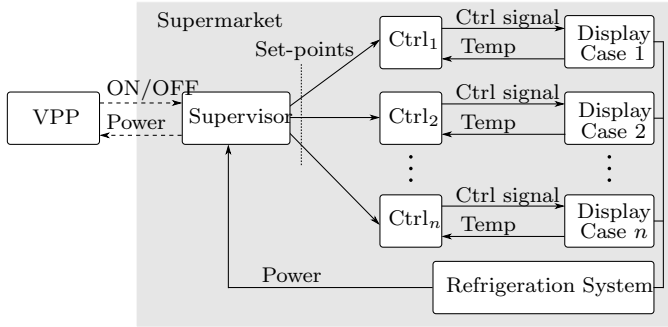 Supermarket
Set-points
ON/OFF
VPP
Power
Supervisor
Ctrl1
Ctrl signal
Temp
Display
Case 1
Ctrl2
Ctrl signal
Temp
Display
Case 2
Ctrln
Ctrl signal
Temp
Display
Case n
Power
Refrigeration System